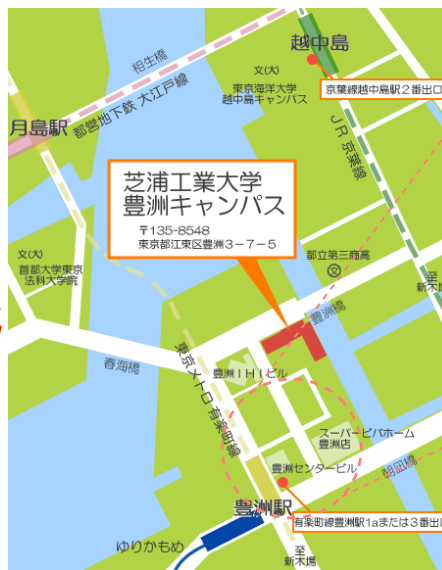 越中島
相生橋
文(大)
東京海洋大学
越中島キャンパス
京葉線越中島駅２番出口
都営地下鉄 大江戸線
月島駅
ＪＲ京葉線
芝浦工業大学
豊洲キャンパス
〒135-8548
東京都江東区豊洲３－７－５
文(大)
首都大学東京
法科大学院
都立第三商高
文
至
新木場
豊洲橋
春海橋
東京メトロ 有楽町線
豊洲ＩＨＩビル
スーパービバホーム
豊洲店
豊洲センタービル
朝凪橋
豊洲駅
有楽町線豊洲駅1aまたは３番出
ゆりかもめ
至
新木場